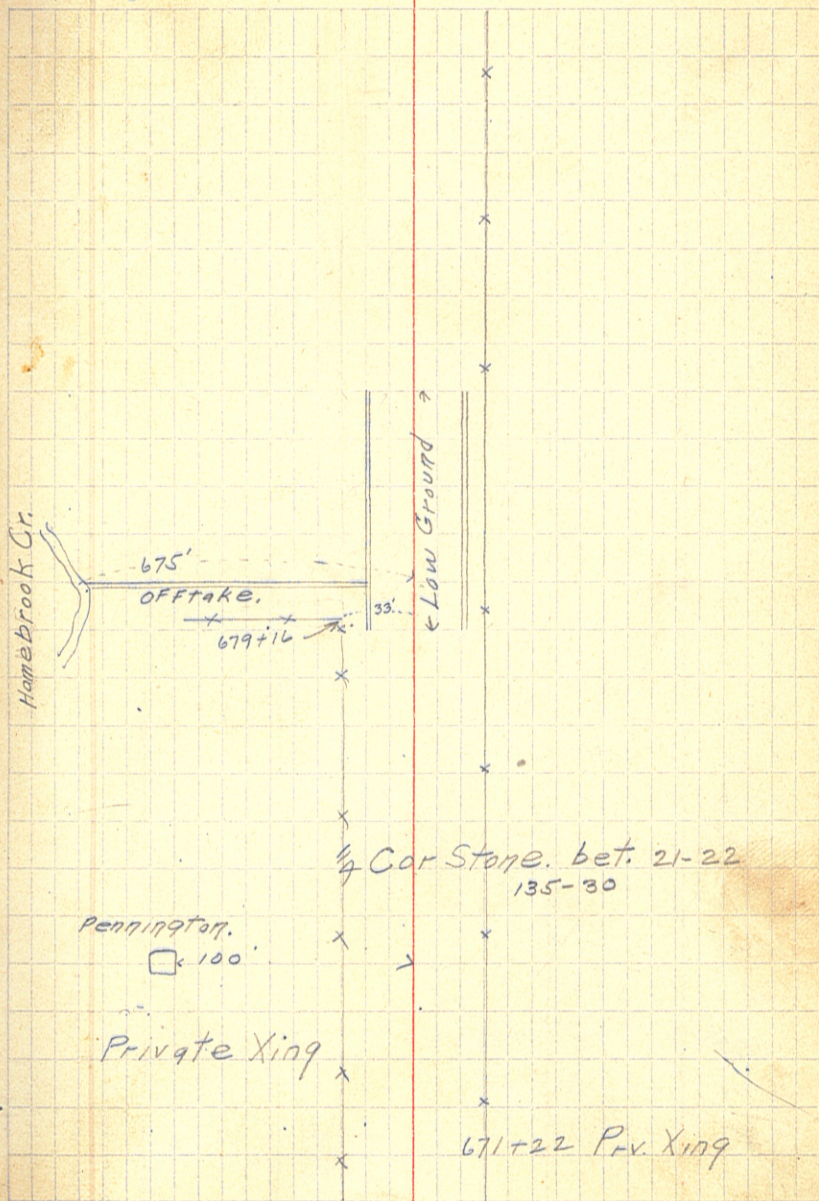 ← Low Ground →
Homebrook Cr.
675'
OFFtake.
33'
679+16
1/4 Cor Stone. bet. 21-22
135-30
Pennington.
100'
Private Xing
671+22 Prv. Xing